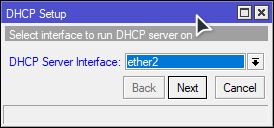 DHCP Setup
Select interface to run DHCP server on
DHCP Server Interface: ether2
Back Next Cancel